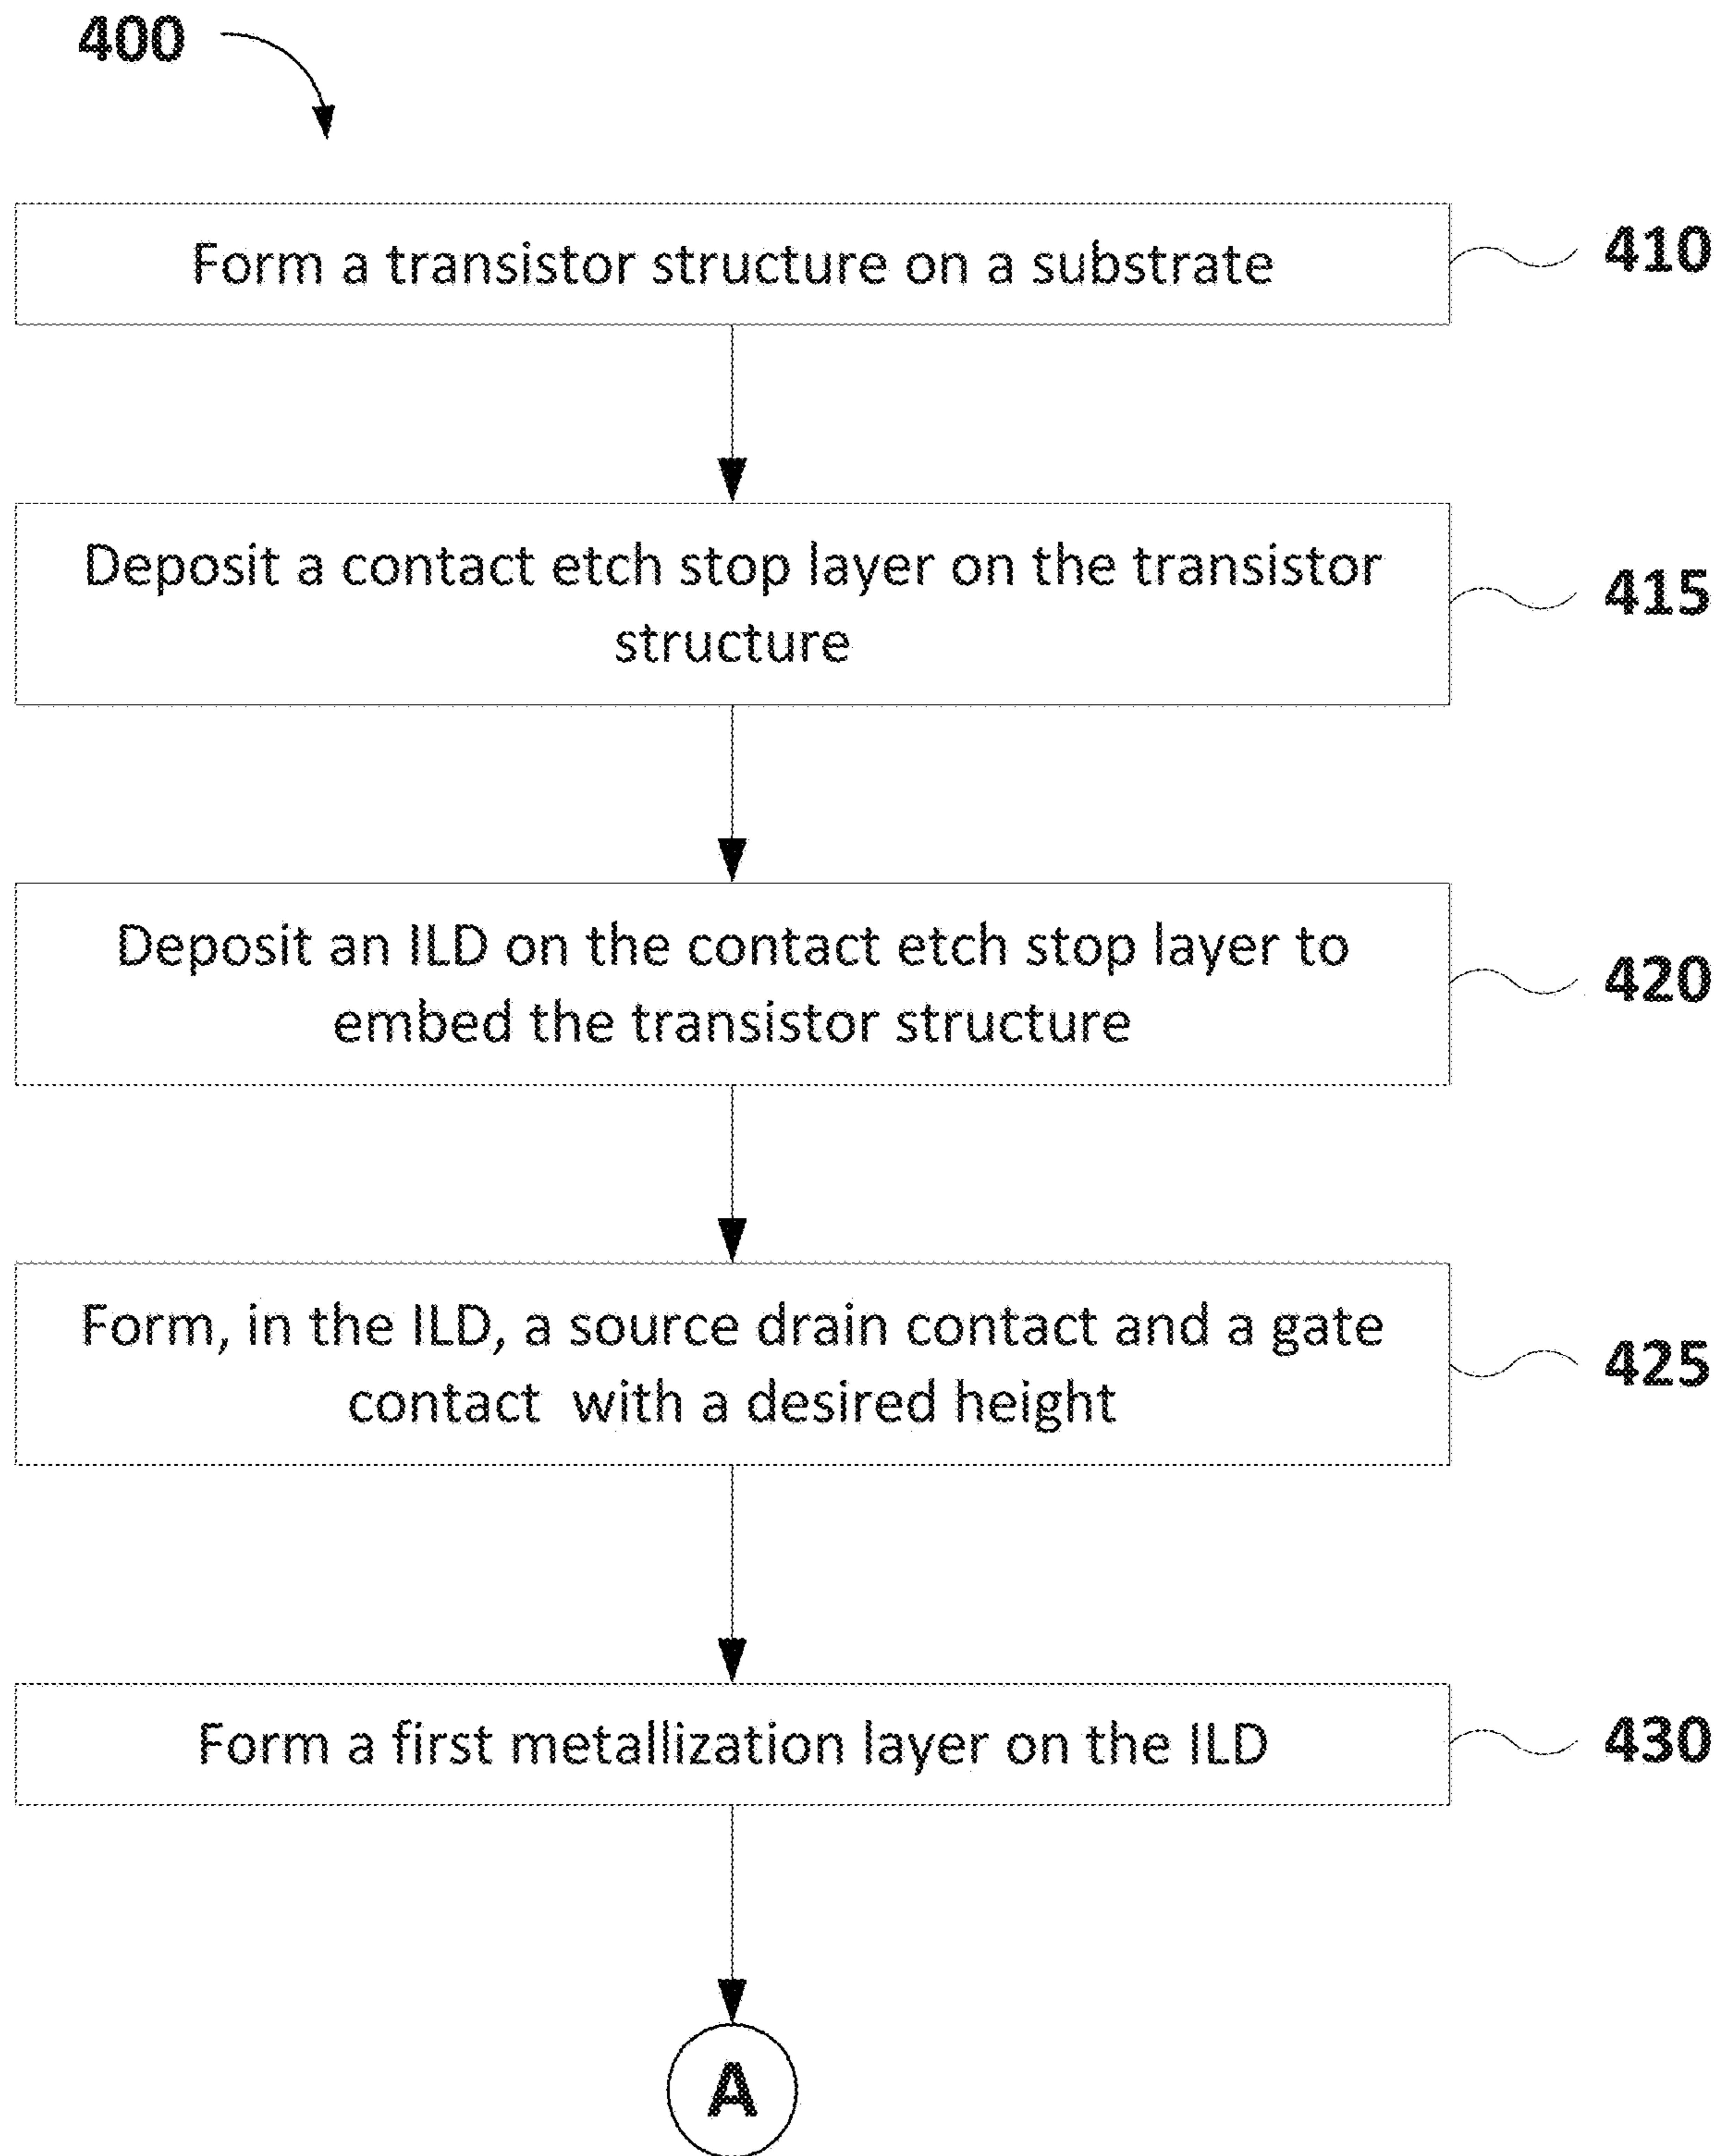 400
Form a transistor structure on a substrate
410
Deposit a contact etch stop layer on the transistor
structure
415
Deposit an ILD on the contact etch stop layer to
embed the transistor structure
420
Form, in the ILD, a source drain contact and a gate
contact with a desired height
425
Form a first metallization layer on the ILD
430
A